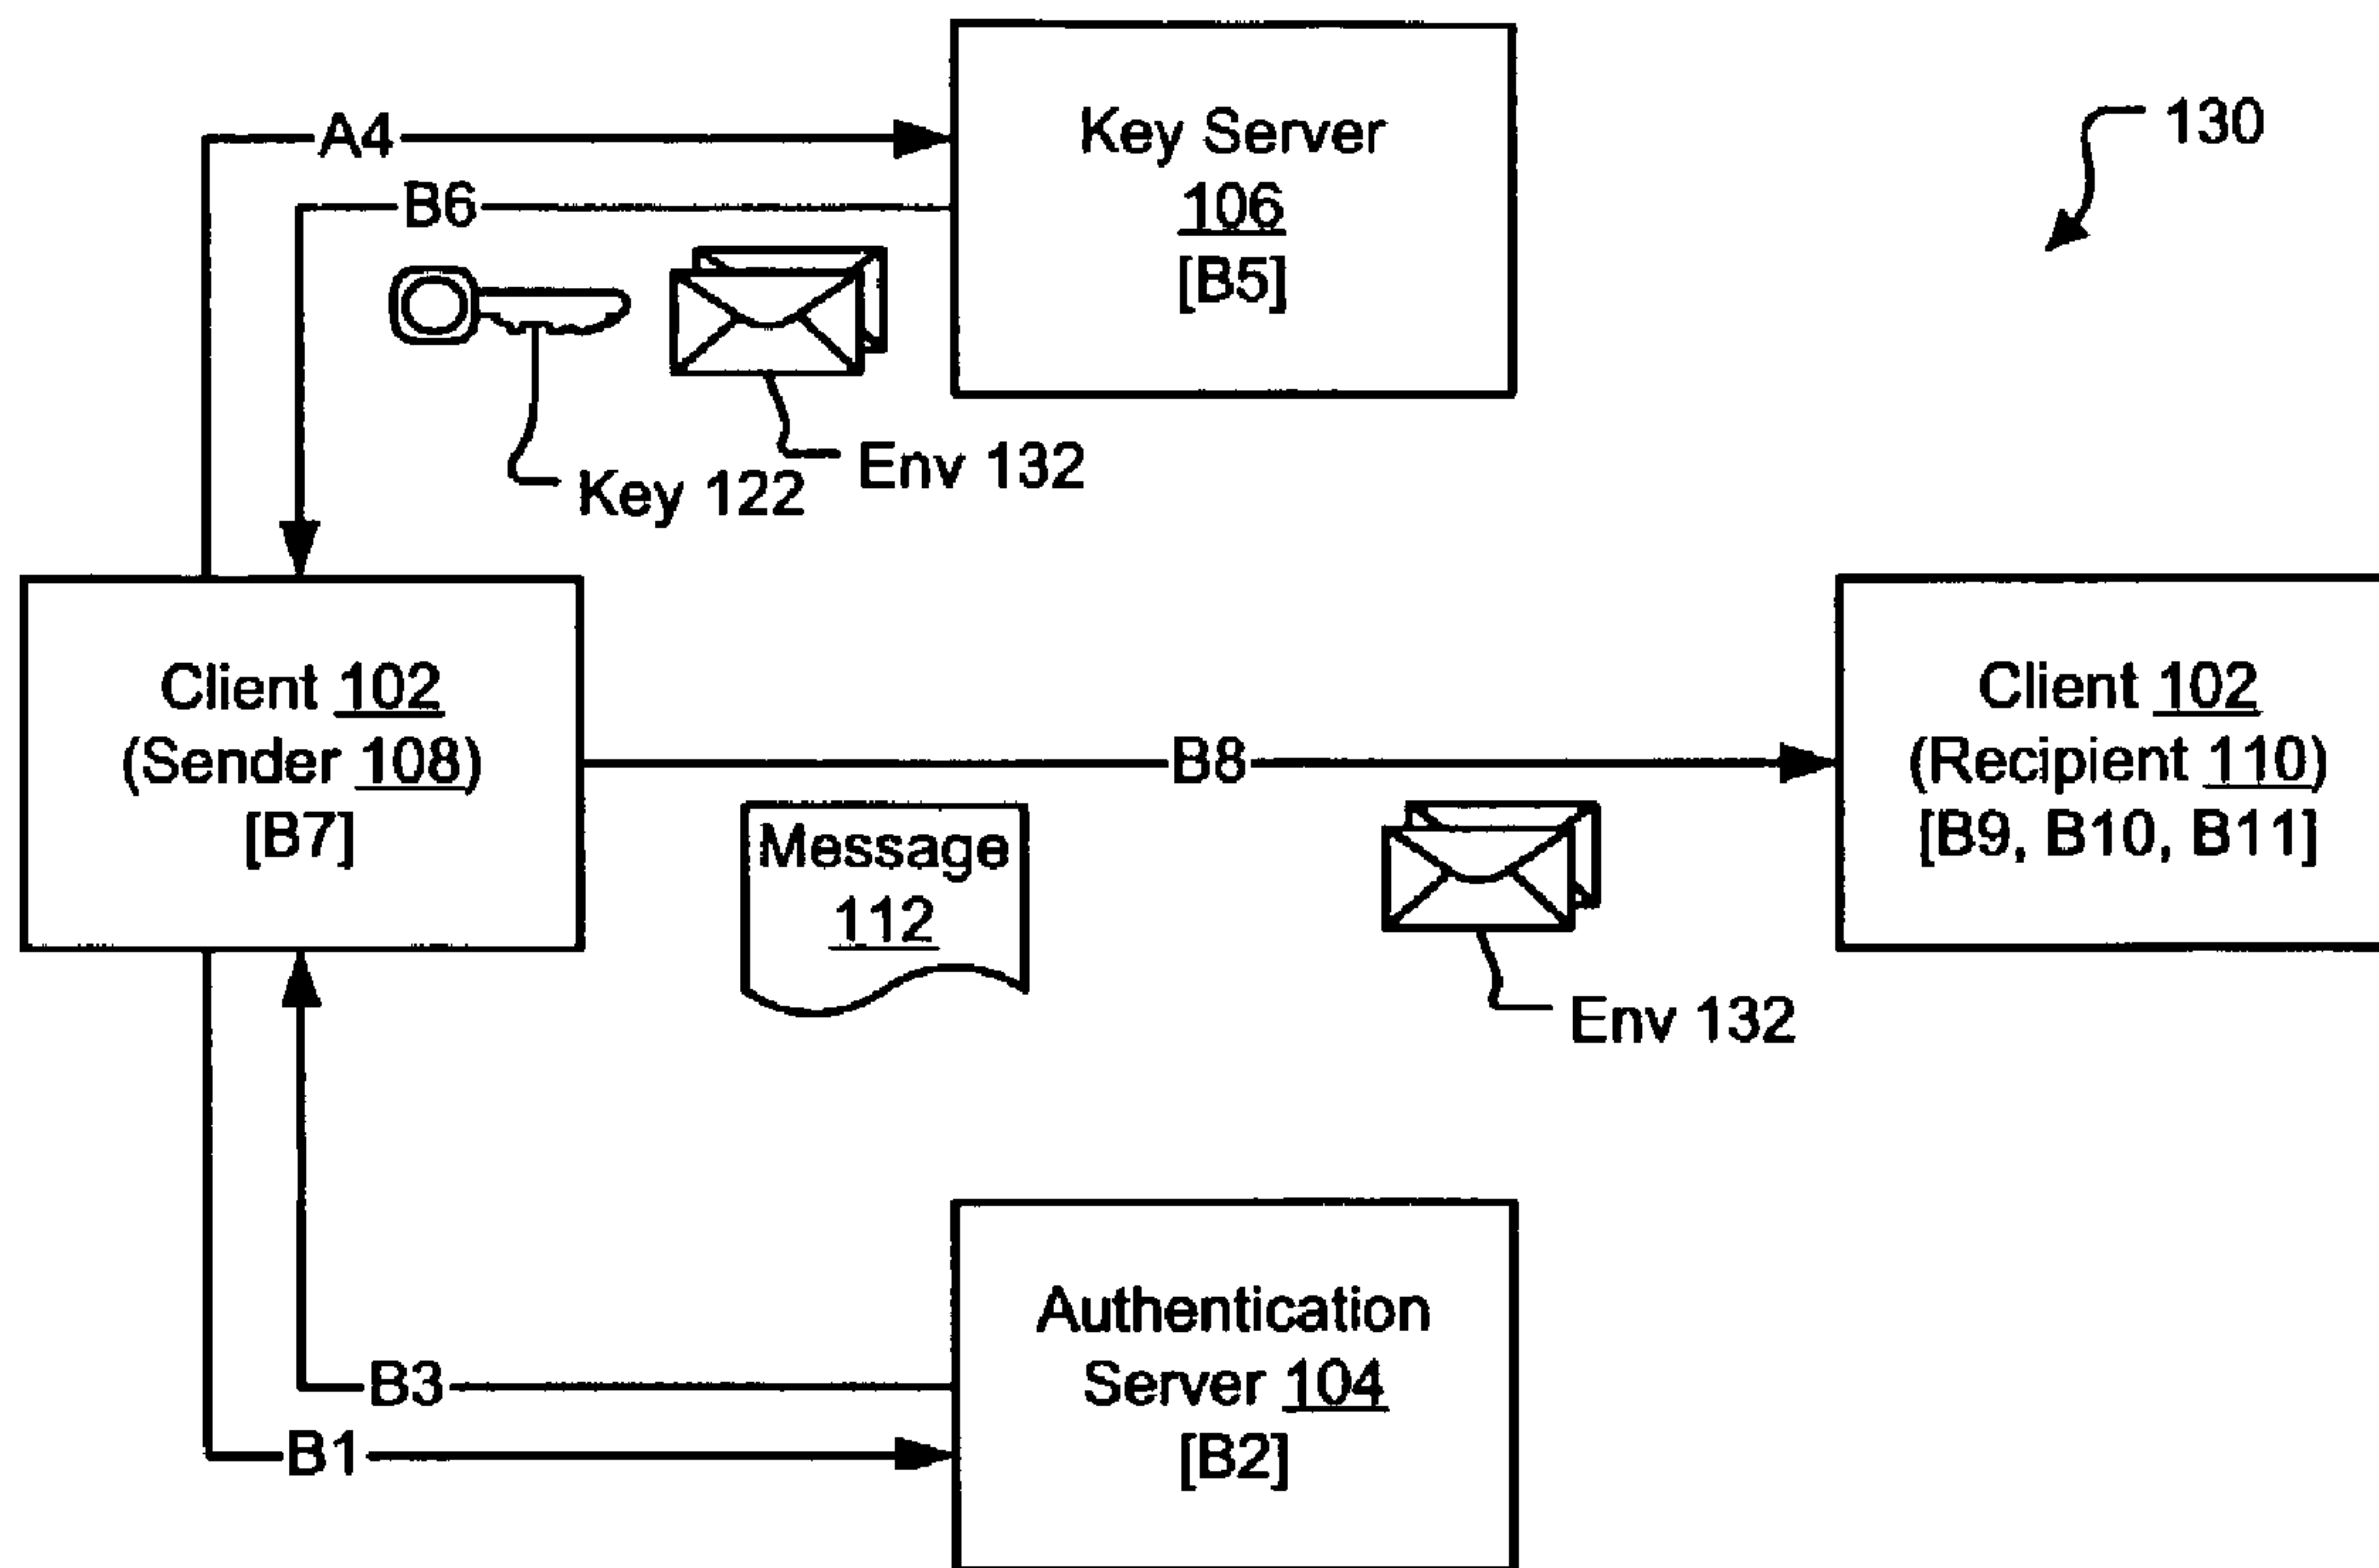 A4
Key Server
106
[B5]
130
B6
Env 132
Key 122
Client 102
(Sender 108)
[B7]
B8
Client 102
(Recipient 110)
[B9, B10, B11]
Message
112
Env 132
Authentication
Server 104
[B2]
B3
B1